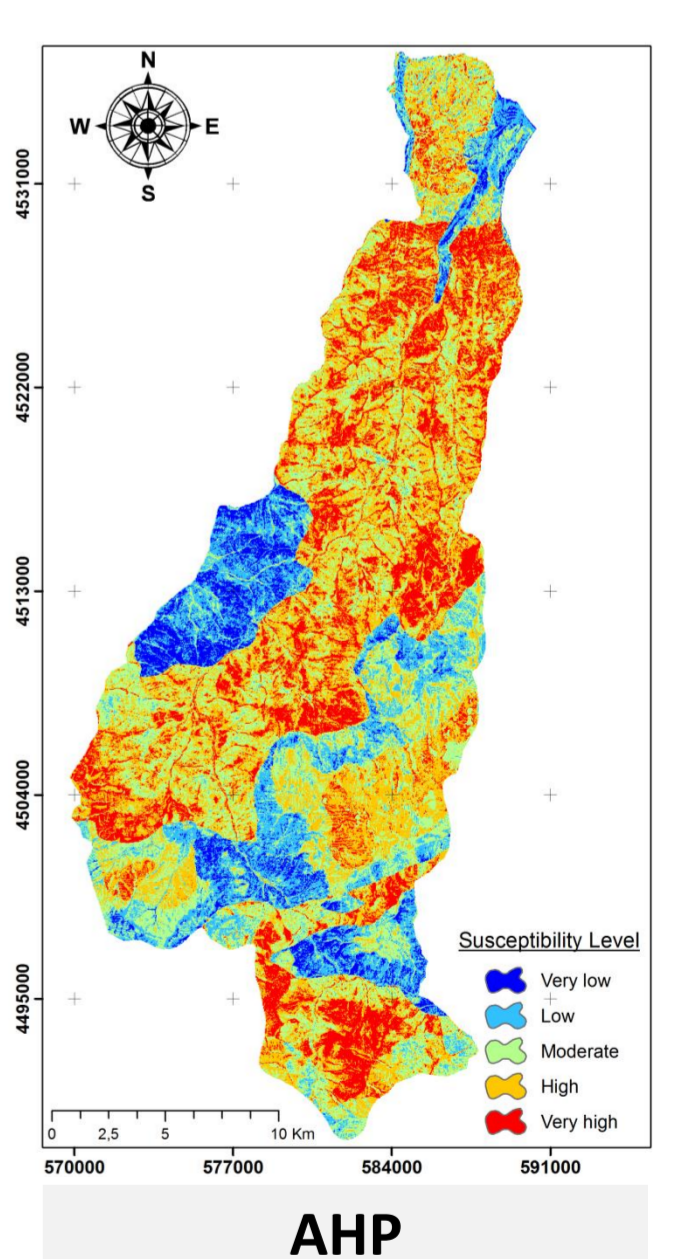 N
W E
S
4531000
4522000
4513000
4504000
4495000
Susceptibility Level
Very low
Low
Moderate
High
Very high
0 2,5 5 10 Km
570000 577000 584000 591000
AHP